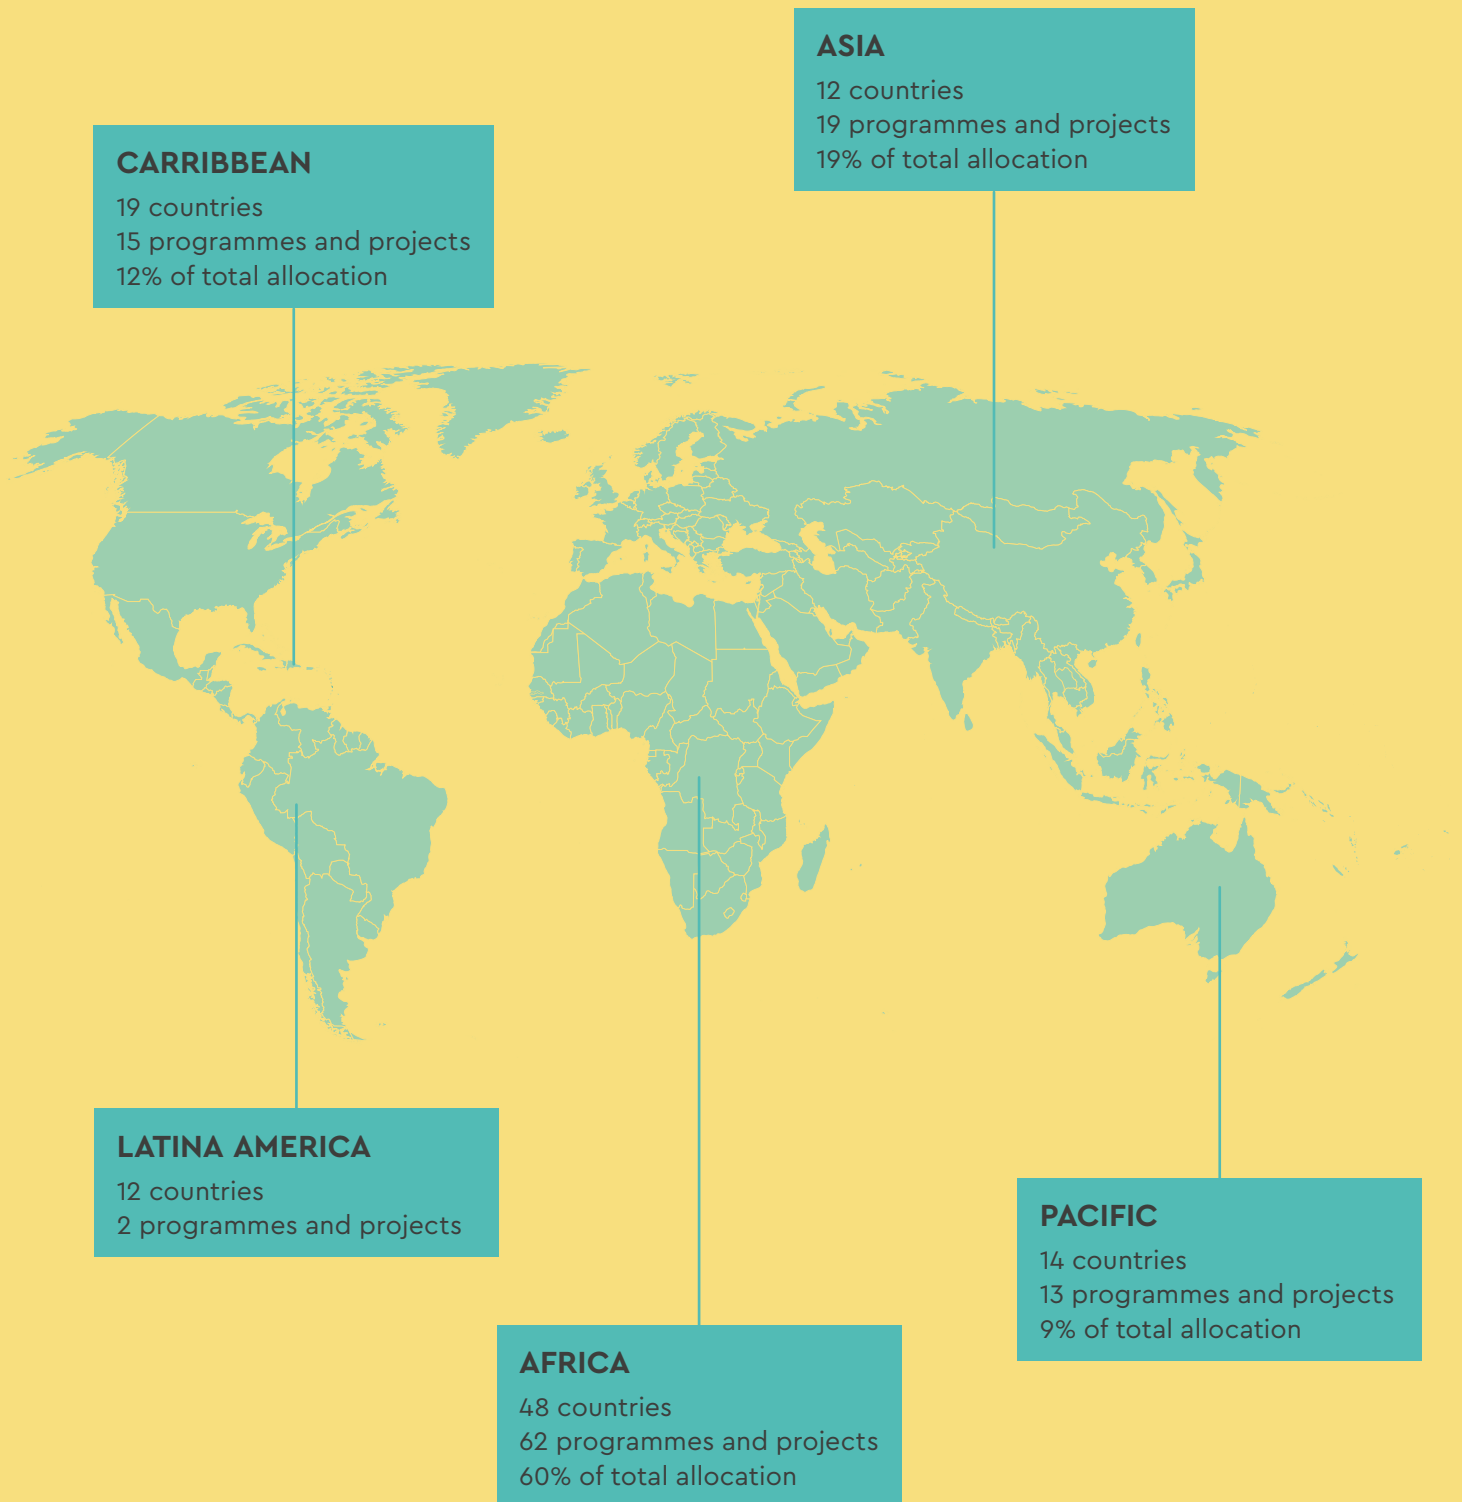 ASIA
12 countries
19 programmes and projects
19% of total allocation
CARRIBBEAN
19 countries
15 programmes and projects
12% of total allocation
LATINA AMERICA
12 countries
2 programmes and projects
PACIFIC
14 countries
13 programmes and projects
9% of total allocation
AFRICA
48 countries
62 programmes and projects
60% of total allocation